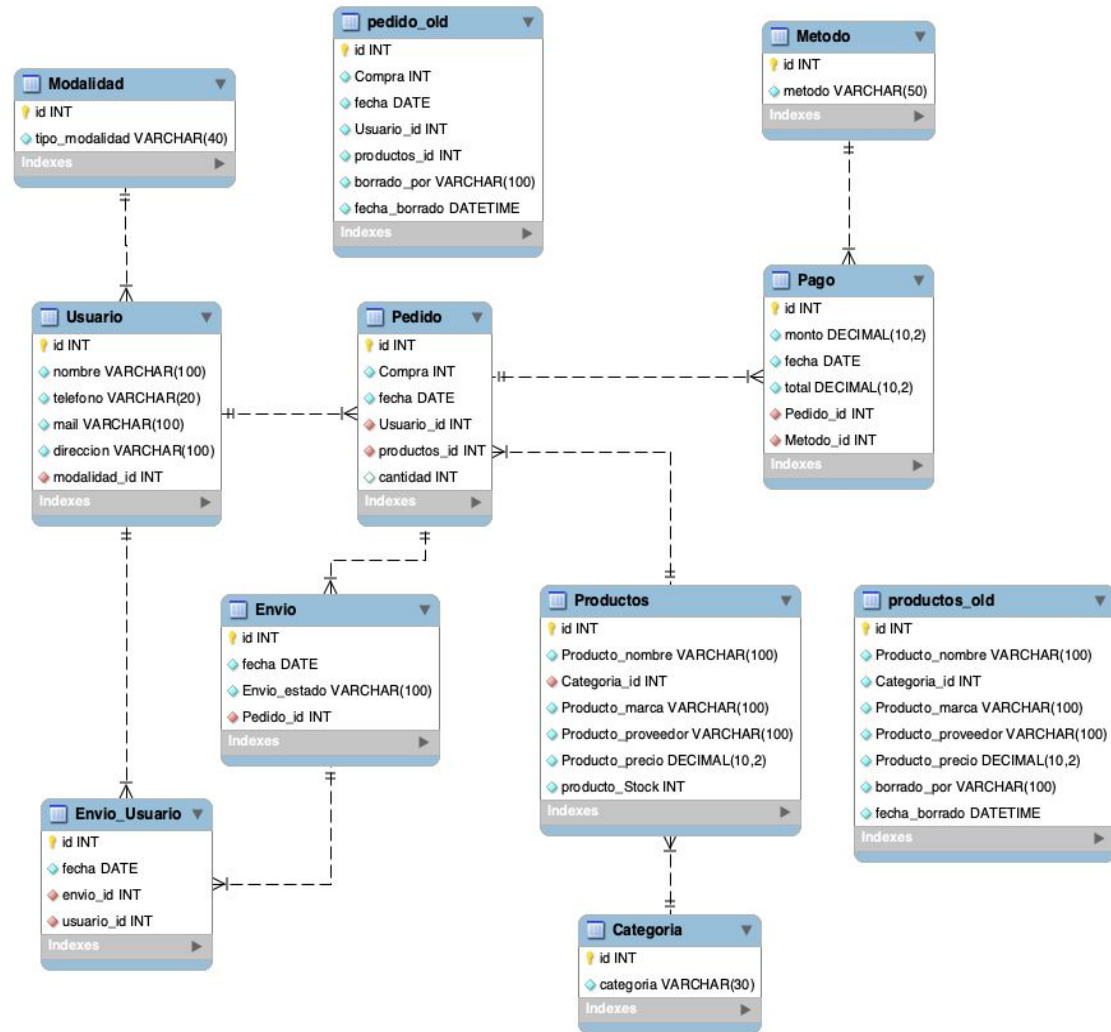 pedido_old
id INT
Compra INT
fecha DATE
Usuario_id INT
productos_id INT
borrado_por VARCHAR(100)
fecha_borrado DATETIME
Indexes
Metodo
id INT
metodo VARCHAR(50)
Indexes
Modalidad
id INT
tipo_modalidad VARCHAR(40)
Indexes
Usuario
id INT
nombre VARCHAR(100)
telefono VARCHAR(20)
mail VARCHAR(100)
direccion VARCHAR(100)
modalidad_id INT
Indexes
Pedido
id INT
Compra INT
fecha DATE
Usuario_id INT
productos_id INT
cantidad INT
Indexes
Pago
id INT
monto DECIMAL(10,2)
fecha DATE
total DECIMAL(10,2)
Pedido_id INT
Metodo_id INT
Indexes
Envio
id INT
fecha DATE
Envio_estado VARCHAR(100)
Pedido_id INT
Indexes
Productos
id INT
Producto_nombre VARCHAR(100)
Categoria_id INT
Producto_marca VARCHAR(100)
Producto_proveedor VARCHAR(100)
Producto_precio DECIMAL(10,2)
producto_Stock INT
Indexes
productos_old
id INT
Producto_nombre VARCHAR(100)
Categoria_id INT
Producto_marca VARCHAR(100)
Producto_proveedor VARCHAR(100)
Producto_precio DECIMAL(10,2)
borrado_por VARCHAR(100)
fecha_borrado DATETIME
Indexes
Envio_Usuario
id INT
fecha DATE
envio_id INT
usuario_id INT
Indexes
Categoria
id INT
categoria VARCHAR(30)
Indexes